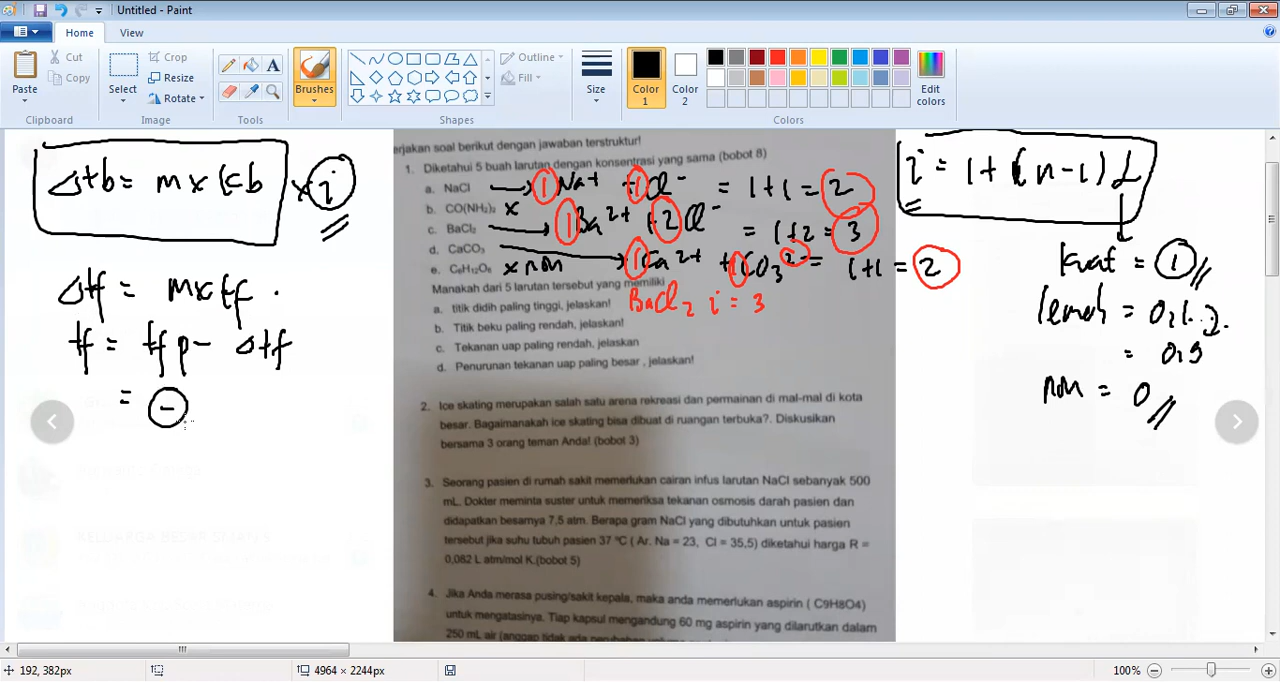 Untitled - Paint
Home
View
Paste
Cut
Copy
Clipboard
Select
Crop
Resize
Rotate
Image
Tools
Brushes
Shapes
Outline
Fill
Size
Color 1
Color 2
Edit colors
Colors
Δtb = m x kb x i
Δtf = m x tf .
tf = tfp - Δtf
= -
erjakan soal berikut dengan jawaban terstruktur!
1. Diketahui 5 buah larutan dengan konsentrasi yang sama (bobot 8)
a. NaCl → 1 Na+ + 1 Cl- = 1+1 = 2
b. CO(NH₂)₂ x
c. BaCl₂ → 1 Ba2+ + 2 Cl- = 1+2 = 3
d. CaCO₃ → 1 Ca2+ + 1 CO3 2- = 1+1 = 2
e. C₆H₁₂O₆ x non
Manakah dari 5 larutan tersebut yang memiliki
BaCl2 i = 3
a. titik didih paling tinggi, jelaskan!
b. Titik beku paling rendah, jelaskan!
c. Tekanan uap paling rendah, jelaskan
d. Penurunan tekanan uap paling besar , jelaskan!
2. Ice skating merupakan salah satu arena rekreasi dan permainan di mal-mal di kota
besar. Bagaimanakah ice skating bisa dibuat di ruangan terbuka?. Diskusikan
bersama 3 orang teman Anda! (bobot 3)
3. Seorang pasien di rumah sakit memerlukan cairan infus larutan NaCl sebanyak 500
mL. Dokter meminta suster untuk memeriksa tekanan osmosis darah pasien dan
didapatkan besarnya 7,5 atm. Berapa gram NaCl yang dibutuhkan untuk pasien
tersebut jika suhu tubuh pasien 37 ºC ( Ar. Na = 23, Cl = 35,5) diketahui harga R =
0,082 L atm/mol K.(bobot 5)
4. Jika Anda merasa pusing/sakit kepala, maka anda memerlukan aspirin ( C9H8O4)
untuk mengatasinya. Tiap kapsul mengandung 60 mg aspirin yang dilarutkan dalam
250 mL air (anggap tidak ada perubahan
i = 1 + (n-1) L
kuat = 1
lemah = 0,1..2.
= 0,9
non = 0
192, 382px
4964 × 2244px
100%